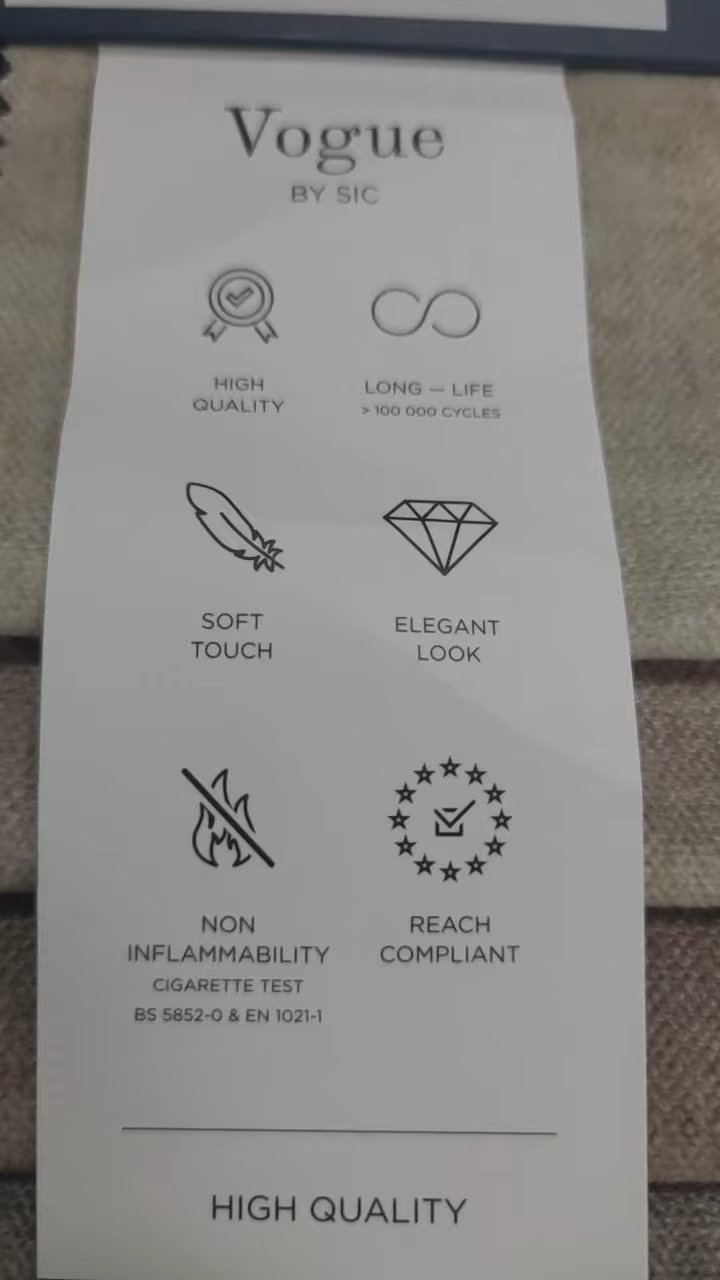 Vogue
BY SIC
HIGH
QUALITY
LONG — LIFE
> 100 000 CYCLES
SOFT
TOUCH
ELEGANT
LOOK
NON
INFLAMMABILITY
CIGARETTE TEST
BS 5852-0 & EN 1021-1
REACH
COMPLIANT
HIGH QUALITY